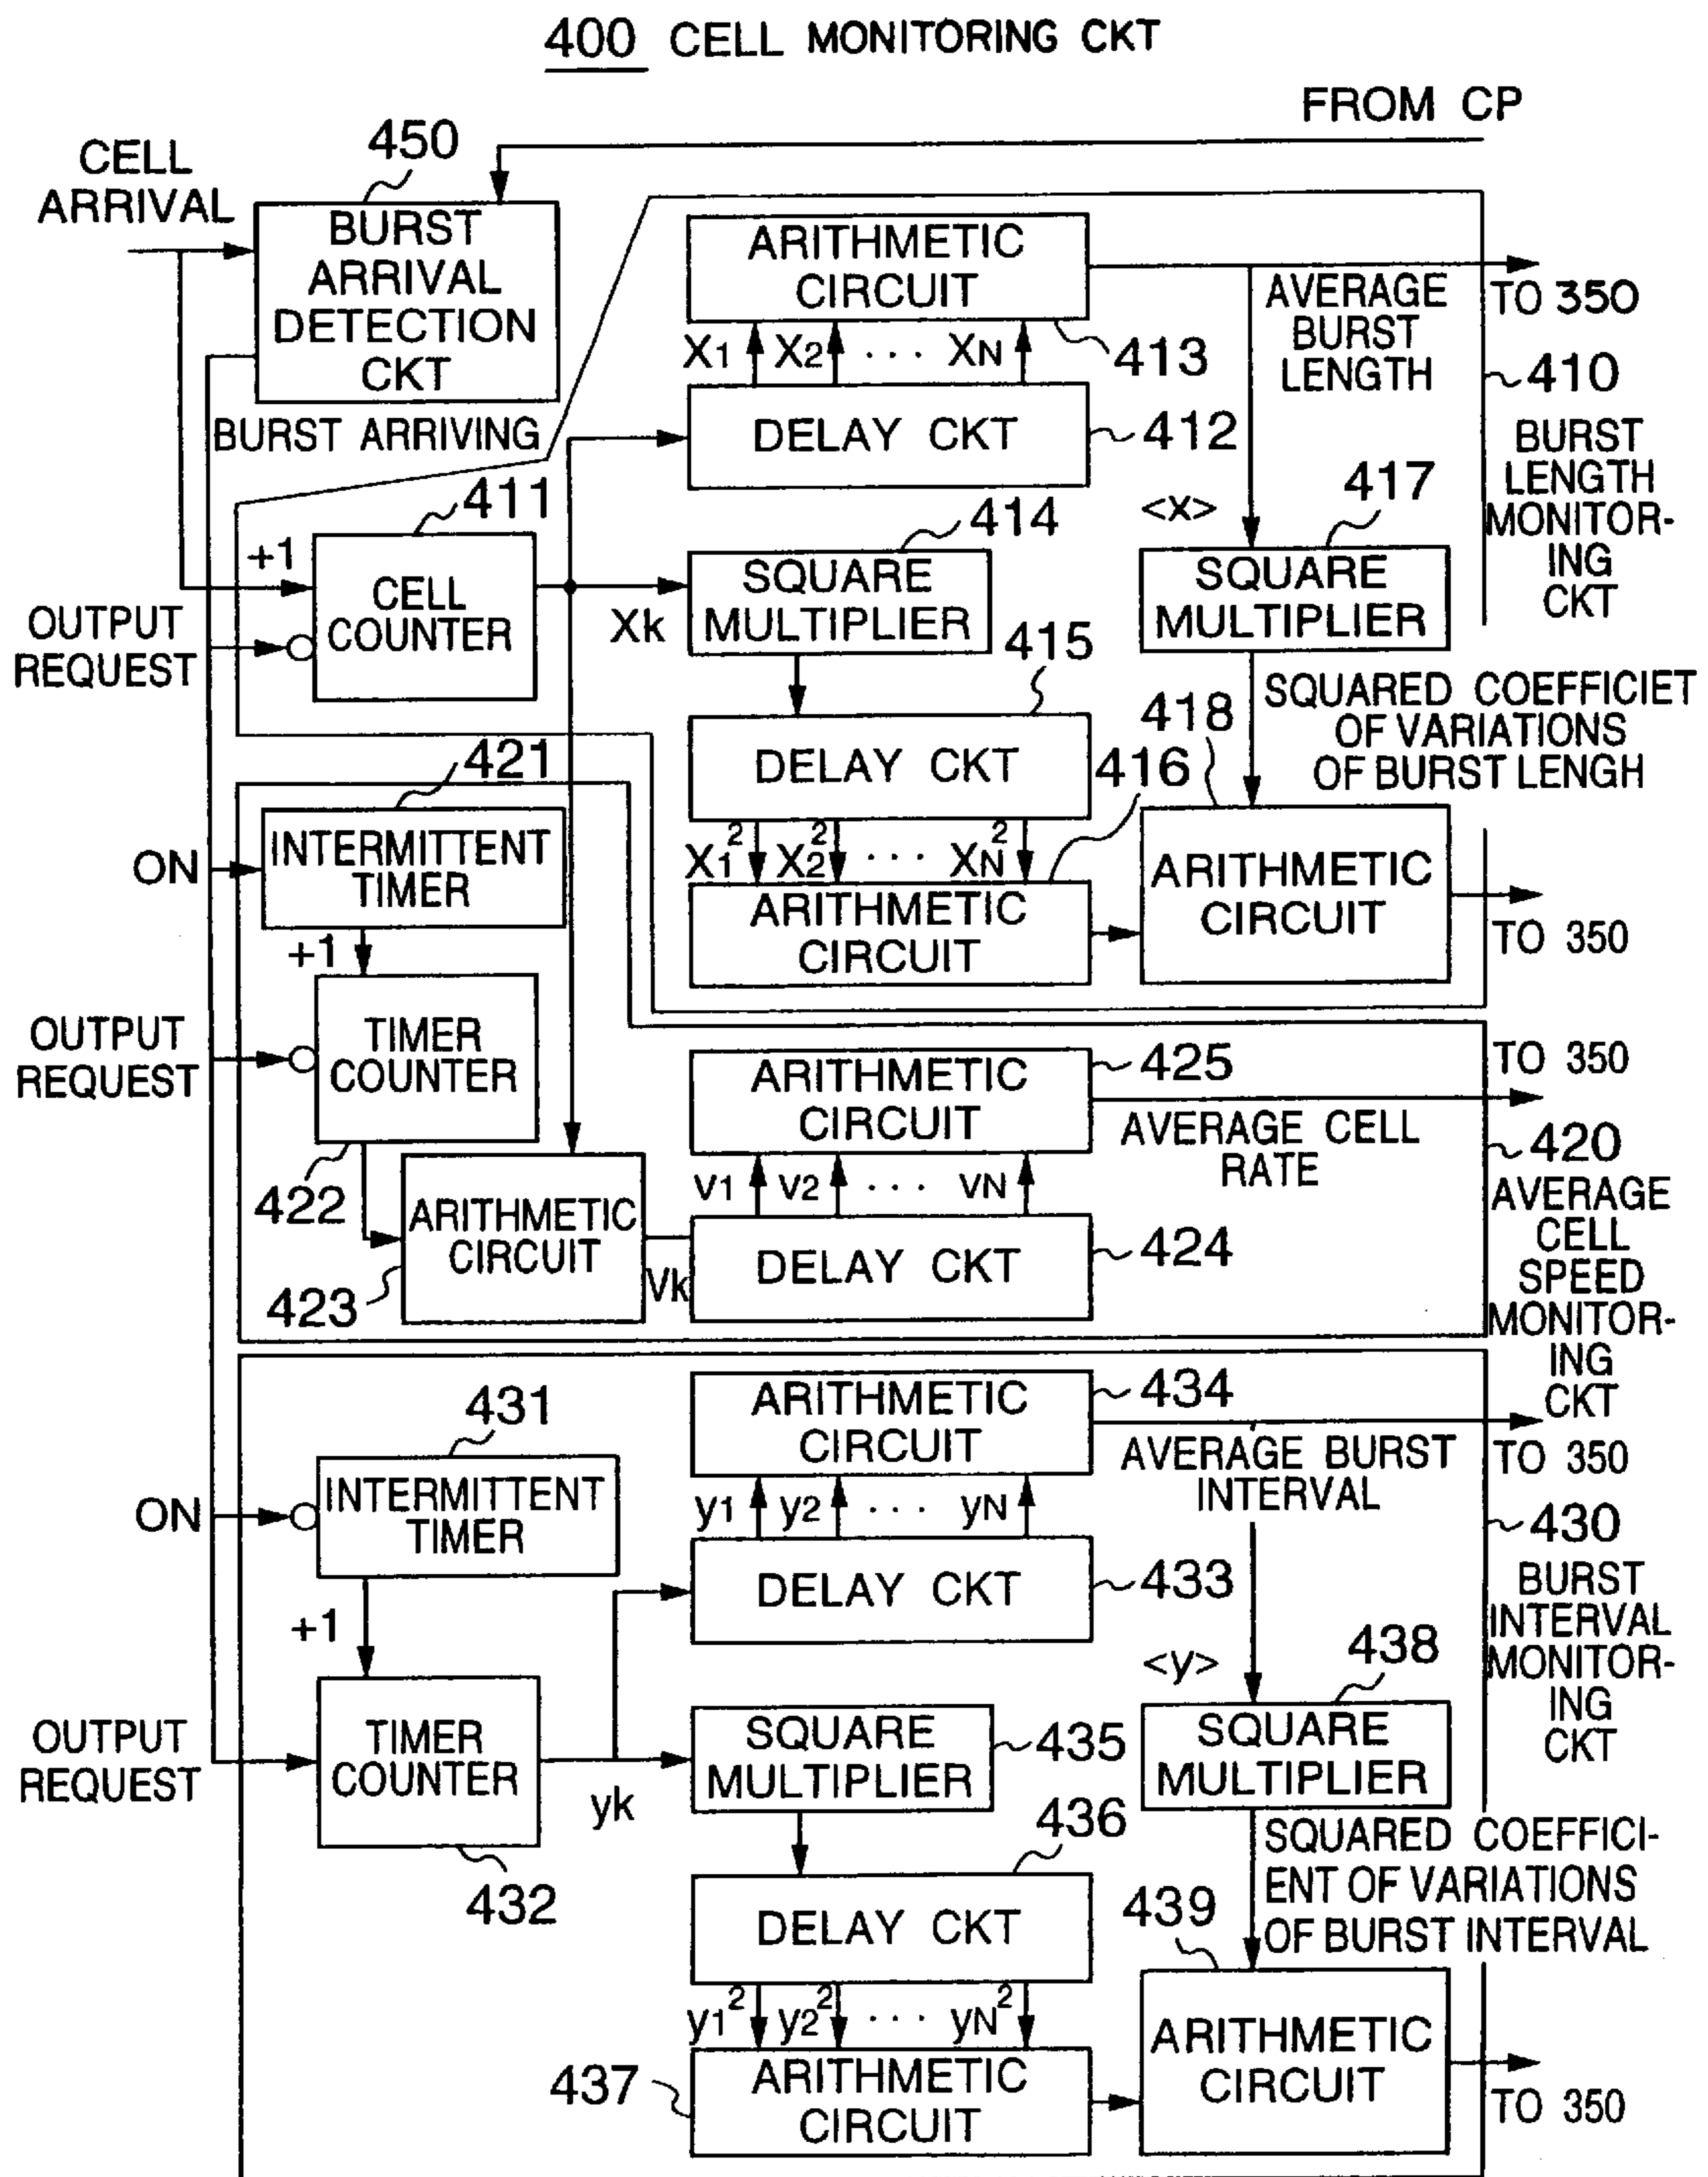 400 CELL MONITORING CKT
FROM CP
CELL
ARRIVAL
450
BURST
ARRIVAL
DETECTION
CKT
BURST ARRIVING
ARITHMETIC
CIRCUIT
413
X1 X2 ... XN
DELAY CKT
412
AVERAGE
BURST
LENGTH
TO 350
410
BURST
LENGTH
MONITOR-
ING
CKT
411
+1
CELL
COUNTER
OUTPUT
REQUEST
Xk
414
SQUARE
MULTIPLIER
<x>
417
SQUARE
MULTIPLIER
415
DELAY CKT
416
X1² X2² ... XN²
ARITHMETIC
CIRCUIT
418
SQUARED COEFFICIET
OF VARIATIONS
OF BURST LENGH
ARITHMETIC
CIRCUIT
TO 350
421
ON
INTERMITTENT
TIMER
+1
OUTPUT
REQUEST
TIMER
COUNTER
422
423
ARITHMETIC
CIRCUIT
Vk
ARITHMETIC
CIRCUIT
425
V1 V2 ... VN
DELAY CKT
424
AVERAGE CELL
RATE
TO 350
420
AVERAGE
CELL
SPEED
MONITOR-
ING
CKT
431
ON
INTERMITTENT
TIMER
+1
OUTPUT
REQUEST
TIMER
COUNTER
432
yk
ARITHMETIC
CIRCUIT
434
y1 y2 ... yN
DELAY CKT
433
AVERAGE BURST
INTERVAL
TO 350
430
BURST
INTERVAL
MONITOR-
ING
CKT
SQUARE
MULTIPLIER
435
<y>
438
SQUARE
MULTIPLIER
436
DELAY CKT
y1² y2² ... yN²
437
ARITHMETIC
CIRCUIT
439
SQUARED COEFFICI-
ENT OF VARIATIONS
OF BURST INTERVAL
ARITHMETIC
CIRCUIT
TO 350